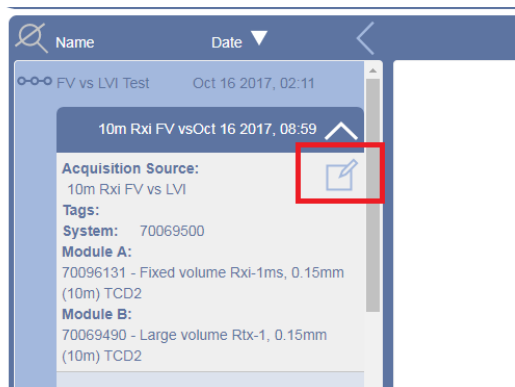 Name Date
FV vs LVI Test Oct 16 2017, 02:11
10m Rxi FV vsOct 16 2017, 08:59
Acquisition Source:
10m Rxi FV vs LVI
Tags:
System: 70069500
Module A:
70096131 - Fixed volume Rxi-1ms, 0.15mm
(10m) TCD2
Module B:
70069490 - Large volume Rtx-1, 0.15mm
(10m) TCD2